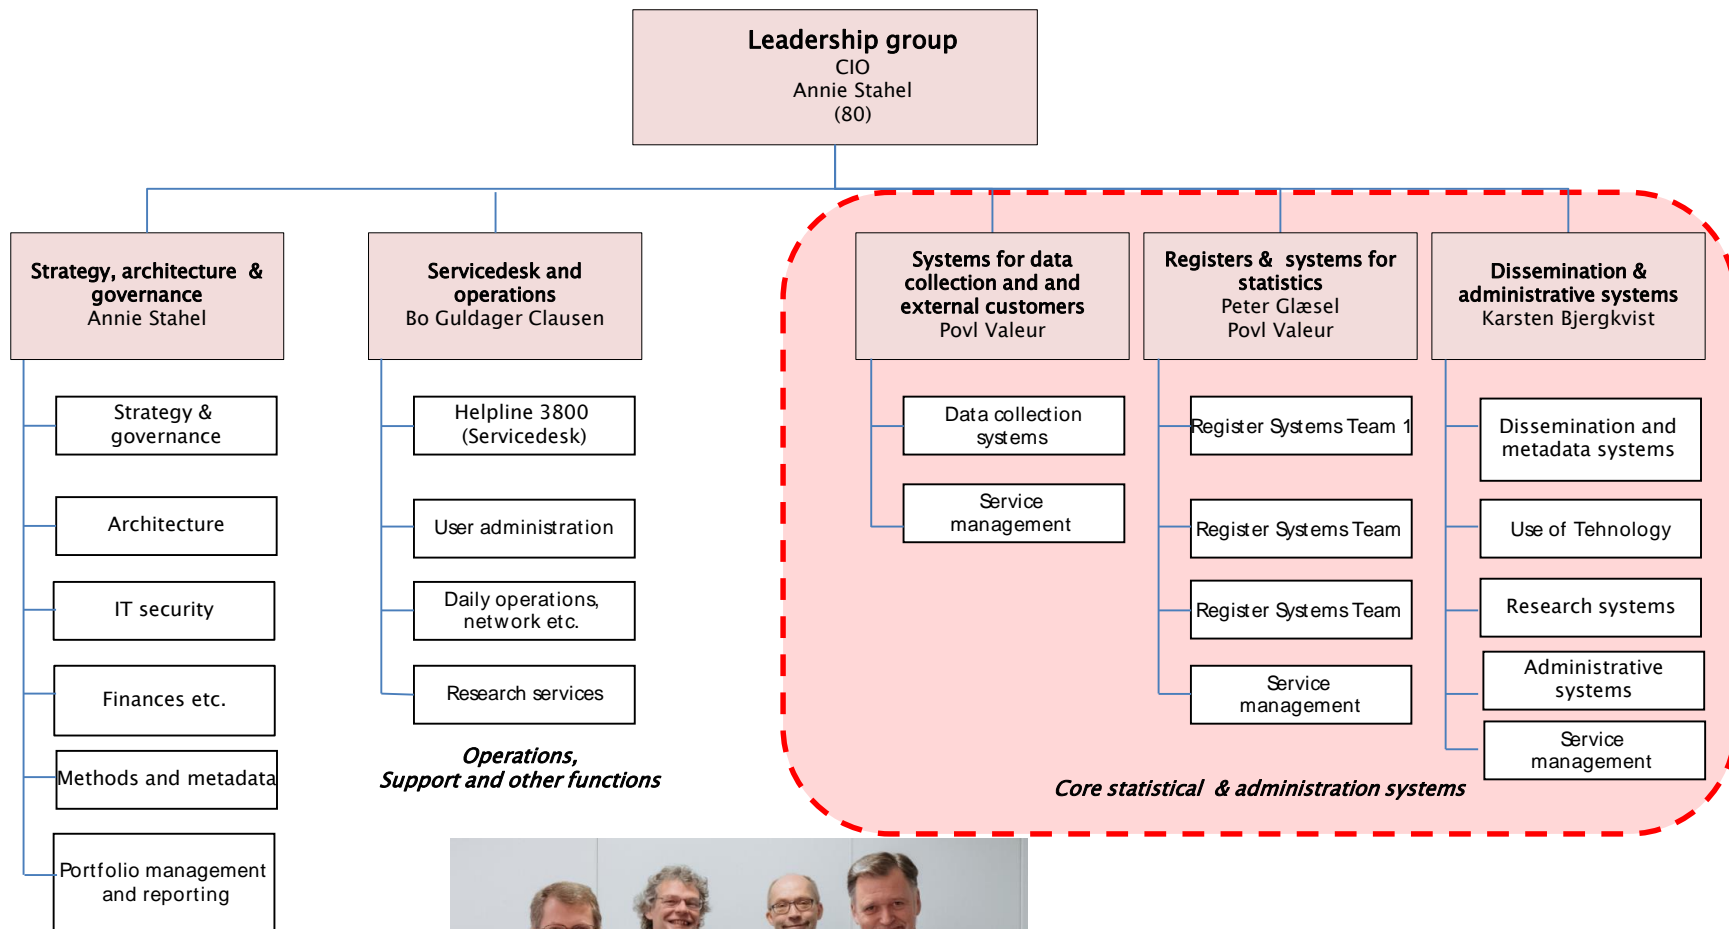 Leadership group
CIO
Annie Stahel
(80)
Strategy, architecture &
governance
Annie Stahel
Strategy &
governance
Architecture
IT security
Finances etc.
Methods and metadata
Portfolio management
and reporting
Servicedesk and
operations
Bo Guldager Clausen
Helpline 3800
(Servicedesk)
User administration
Daily operations,
network etc.
Research services
Operations,
Support and other functions
Systems for data
collection and and
external customers
Povl Valeur
Data collection
systems
Service
management
Registers & systems for
statistics
Peter Glæsel
Povl Valeur
Register Systems Team 1
Register Systems Team
Register Systems Team
Service
management
Dissemination &
administrative systems
Karsten Bjergkvist
Dissemination and
metadata systems
Use of Tehnology
Research systems
Administrative
systems
Service
management
Core statistical & administration systems